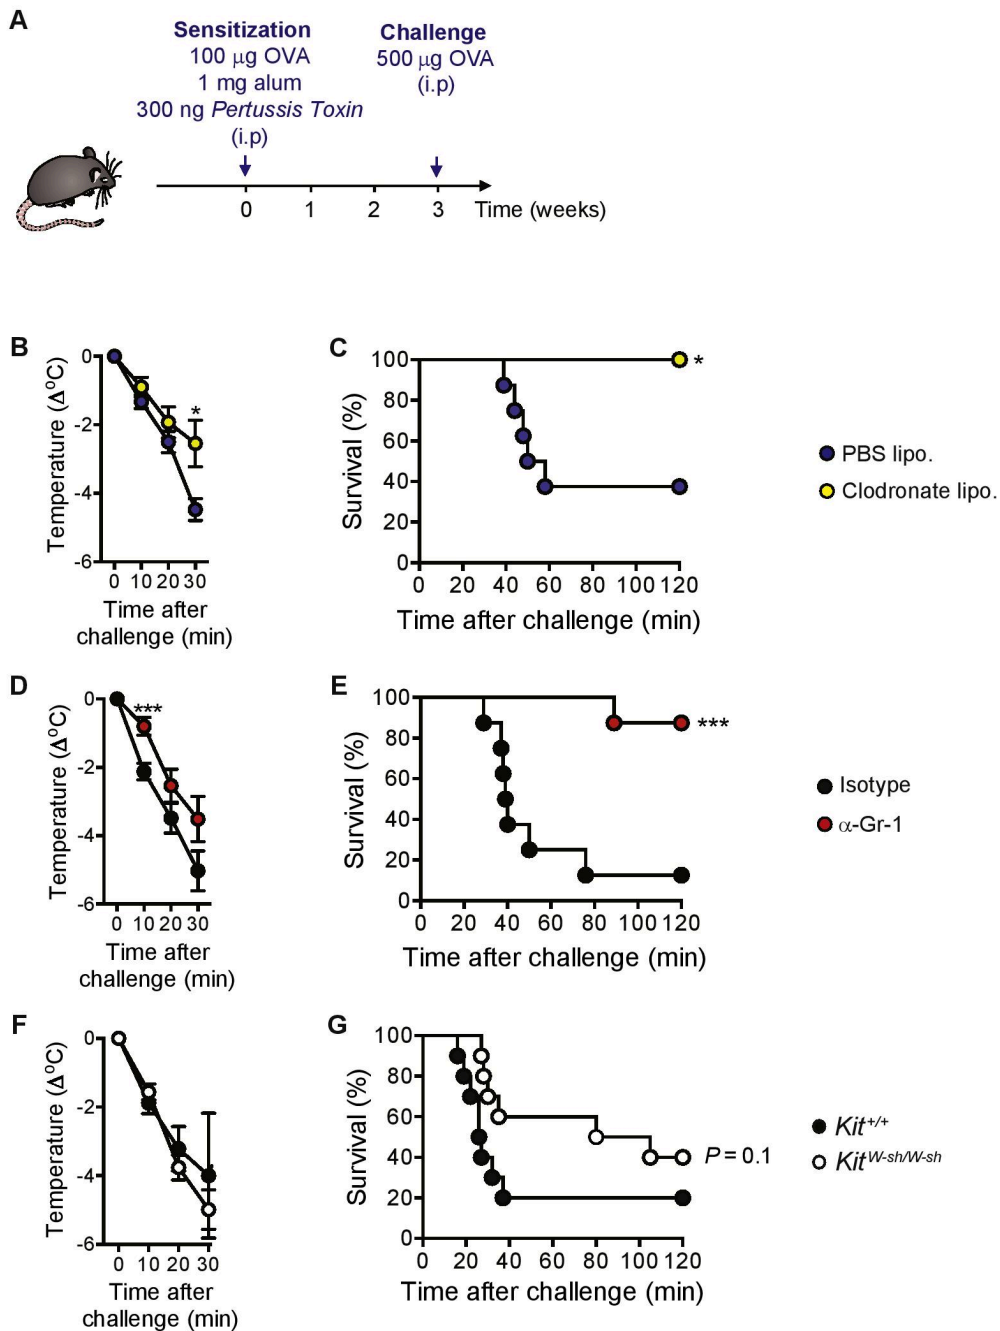 A
Sensitization
100 μg OVA
1 mg alum
300 ng Pertussis Toxin
(i.p)
Challenge
500 μg OVA
(i.p)
0 1 2 3 Time (weeks)
B
Temperature (Δ°C)
0
-2
-4
-6
*
0 10 20 30
Time after
challenge (min)
C
Survival (%)
100
80
60
40
20
0
*
0 20 40 60 80 100 120
Time after challenge (min)
PBS lipo.
Clodronate lipo.
D
Temperature (Δ°C)
0
-2
-4
-6
***
0 10 20 30
Time after
challenge (min)
E
Survival (%)
100
80
60
40
20
0
***
0 20 40 60 80 100 120
Time after challenge (min)
Isotype
α-Gr-1
F
Temperature (Δ°C)
0
-2
-4
-6
0 10 20 30
Time after
challenge (min)
G
Survival (%)
100
80
60
40
20
0
P = 0.1
0 20 40 60 80 100 120
Time after challenge (min)
Kit+/+
KitW-sh/W-sh